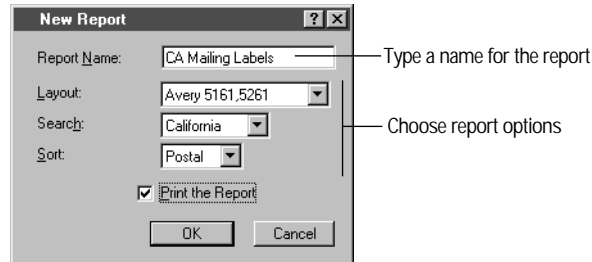 New Report
? ×
Report Name: CA Mailing Labels
Type a name for the report
Layout: Avery 5161,5261
Search: California
Choose report options
Sort: Postal
Print the Report
OK Cancel